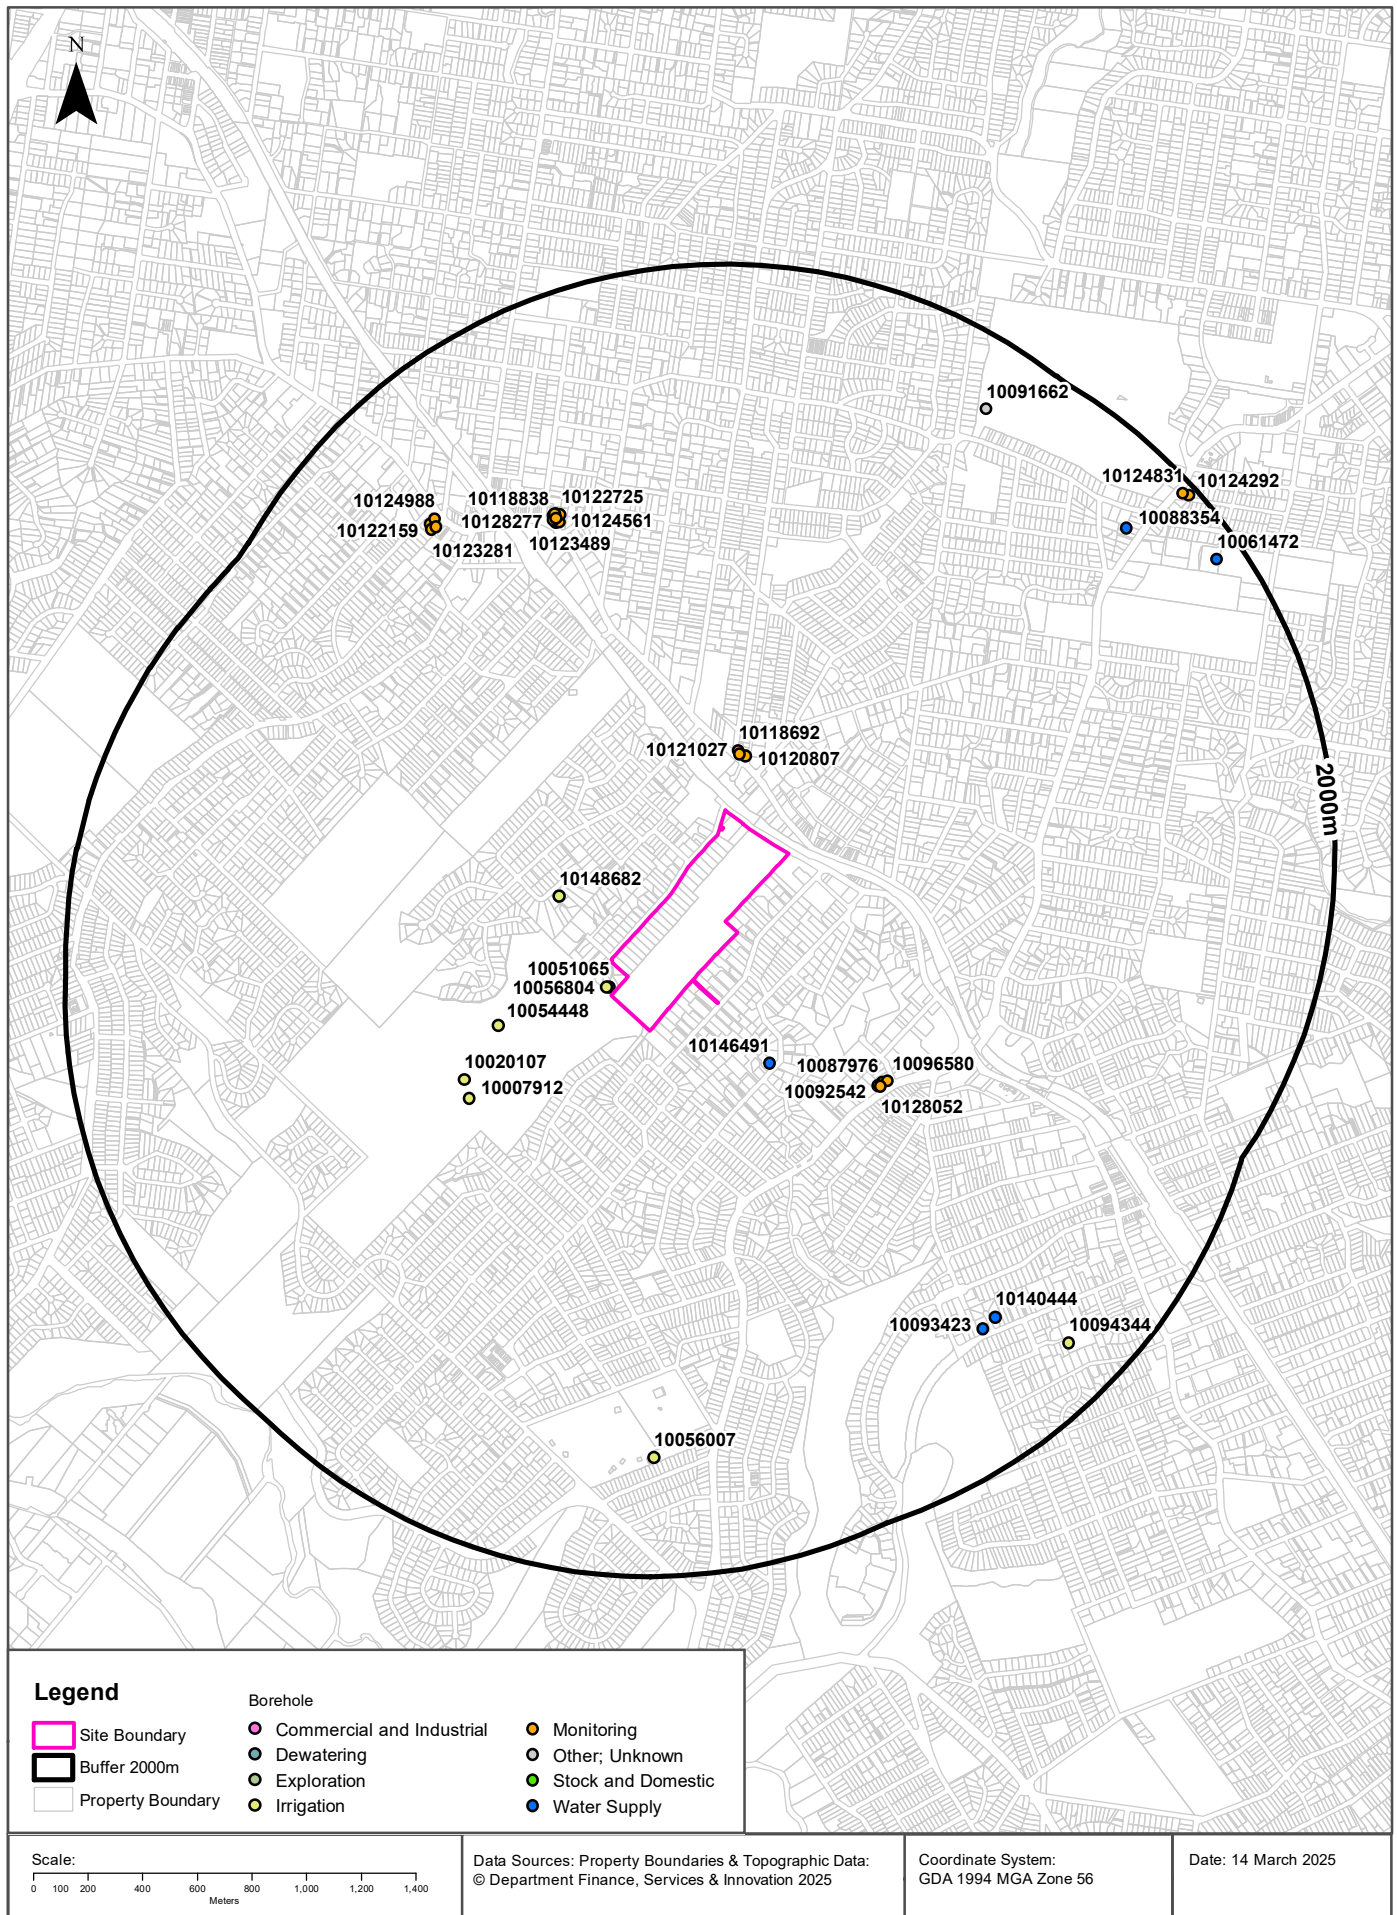 N
10091662
10124831
10124292
10088354
10061472
10124988
10122159
10123281
10118838
10122725
10128277
10124561
10123489
10118692
10121027
10120807
2000m
10148682
10051065
10056804
10054448
10020107
10007912
10146491
10087976
10096580
10092542
10128052
10140444
10093423
10094344
10056007
Legend
Site Boundary
Buffer 2000m
Property Boundary
Borehole
Commercial and Industrial
Dewatering
Exploration
Irrigation
Monitoring
Other; Unknown
Stock and Domestic
Water Supply
Scale:
0 100 200 400 600 800 1,000 1,200 1,400
Meters
Data Sources: Property Boundaries & Topographic Data:
© Department Finance, Services & Innovation 2025
Coordinate System:
GDA 1994 MGA Zone 56
Date: 14 March 2025